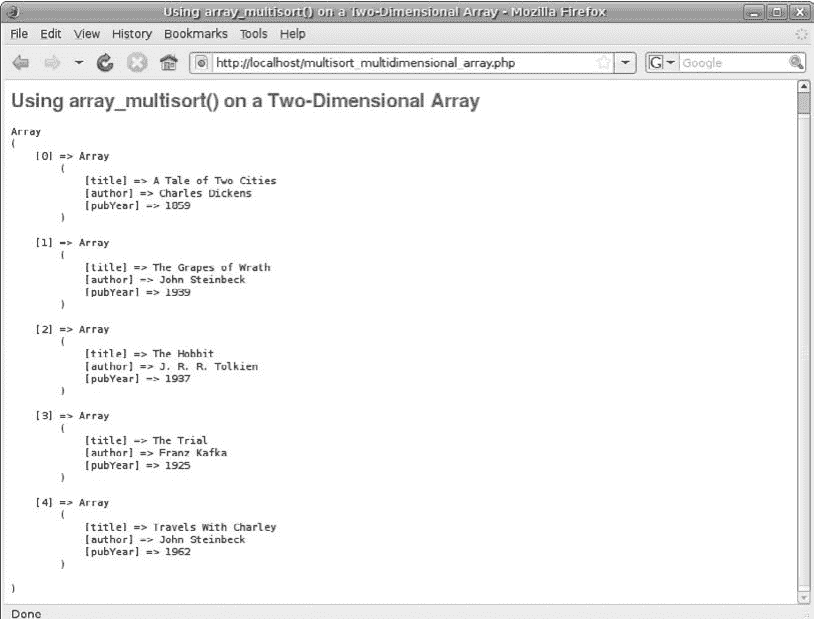 Using array_multisort() on a Two-Dimensional Array - Mozilla Firefox
File Edit View History Bookmarks Tools Help
http://localhost/multisort_multidimensional_array.php
G Google
Using array_multisort() on a Two-Dimensional Array
Array
(
[0] => Array
(
[title] => A Tale of Two Cities
[author] => Charles Dickens
[pubYear] => 1859
)
[1] => Array
(
[title] => The Grapes of Wrath
[author] => John Steinbeck
[pubYear] => 1939
)
[2] => Array
(
[title] => The Hobbit
[author] => J. R. R. Tolkien
[pubYear] => 1937
)
[3] => Array
(
[title] => The Trial
[author] => Franz Kafka
[pubYear] => 1925
)
[4] => Array
(
[title] => Travels With Charley
[author] => John Steinbeck
[pubYear] => 1962
)
)
Done